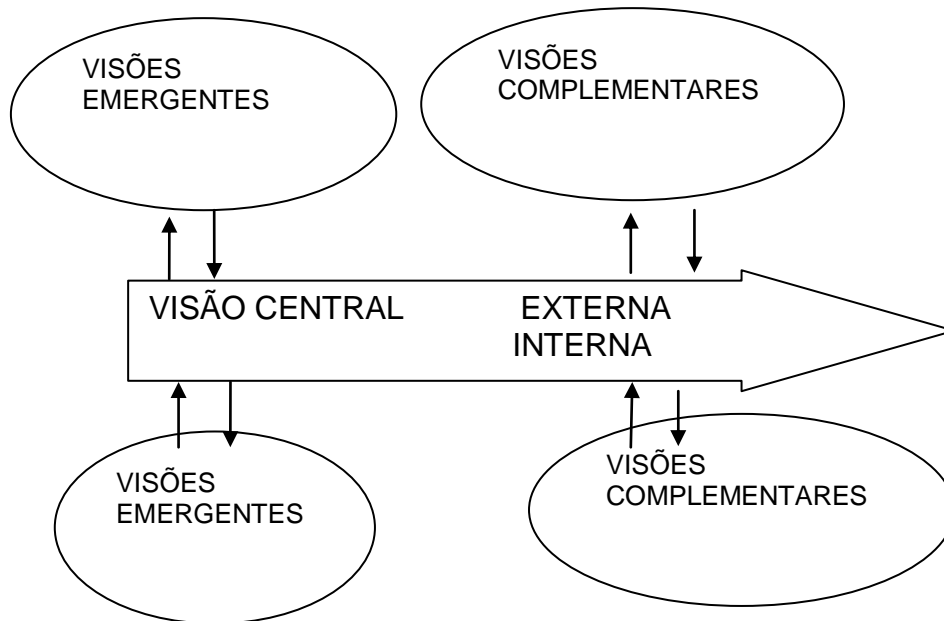 VISÕES
EMERGENTES
VISÕES
COMPLEMENTARES
VISÃO CENTRAL
EXTERNA
INTERNA
VISÕES
EMERGENTES
VISÕES
COMPLEMENTARES